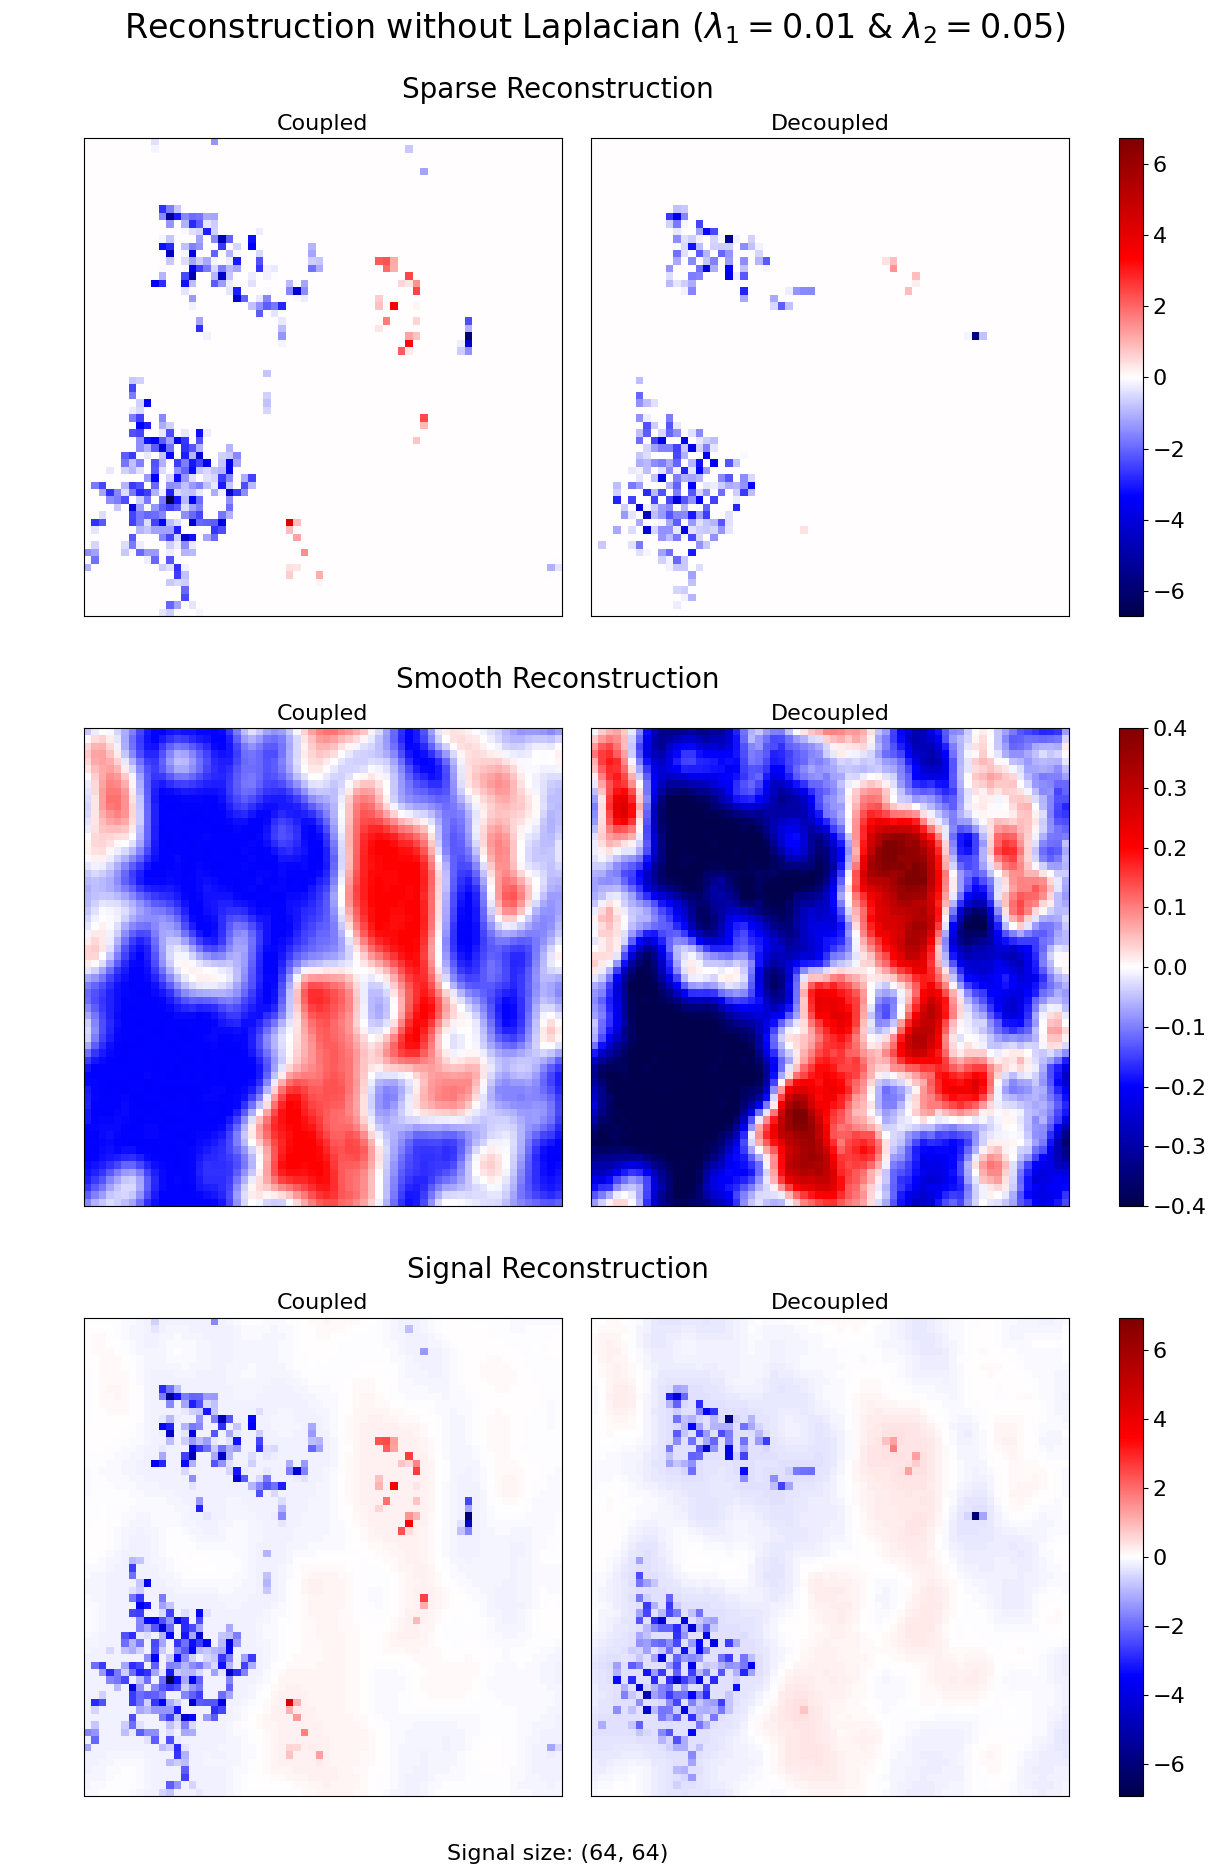 Reconstruction without Laplacian (λ₁ = 0.01 & λ₂ = 0.05)
Sparse Reconstruction
Coupled
Decoupled
6
4
2
0
−2
−4
−6
Smooth Reconstruction
Coupled
Decoupled
0.4
0.3
0.2
0.1
0.0
−0.1
−0.2
−0.3
−0.4
Signal Reconstruction
Coupled
Decoupled
6
4
2
0
−2
−4
−6
Signal size: (64, 64)